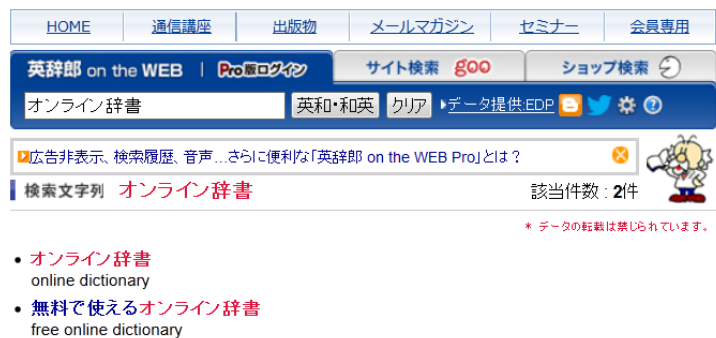 HOME 通信講座 出版物 メールマガジン セミナー 会員専用
英辞郎 on the WEB | Pro版ログイン サイト検索 goo ショップ検索
オンライン辞書 英和・和英 クリア データ提供:EDP
広告非表示、検索履歴、音声...さらに便利な「英辞郎 on the WEB Pro」とは?
検索文字列 オンライン辞書 該当件数 : 2件
* データの転載は禁じられています。
• オンライン辞書
online dictionary
• 無料で使えるオンライン辞書
free online dictionary